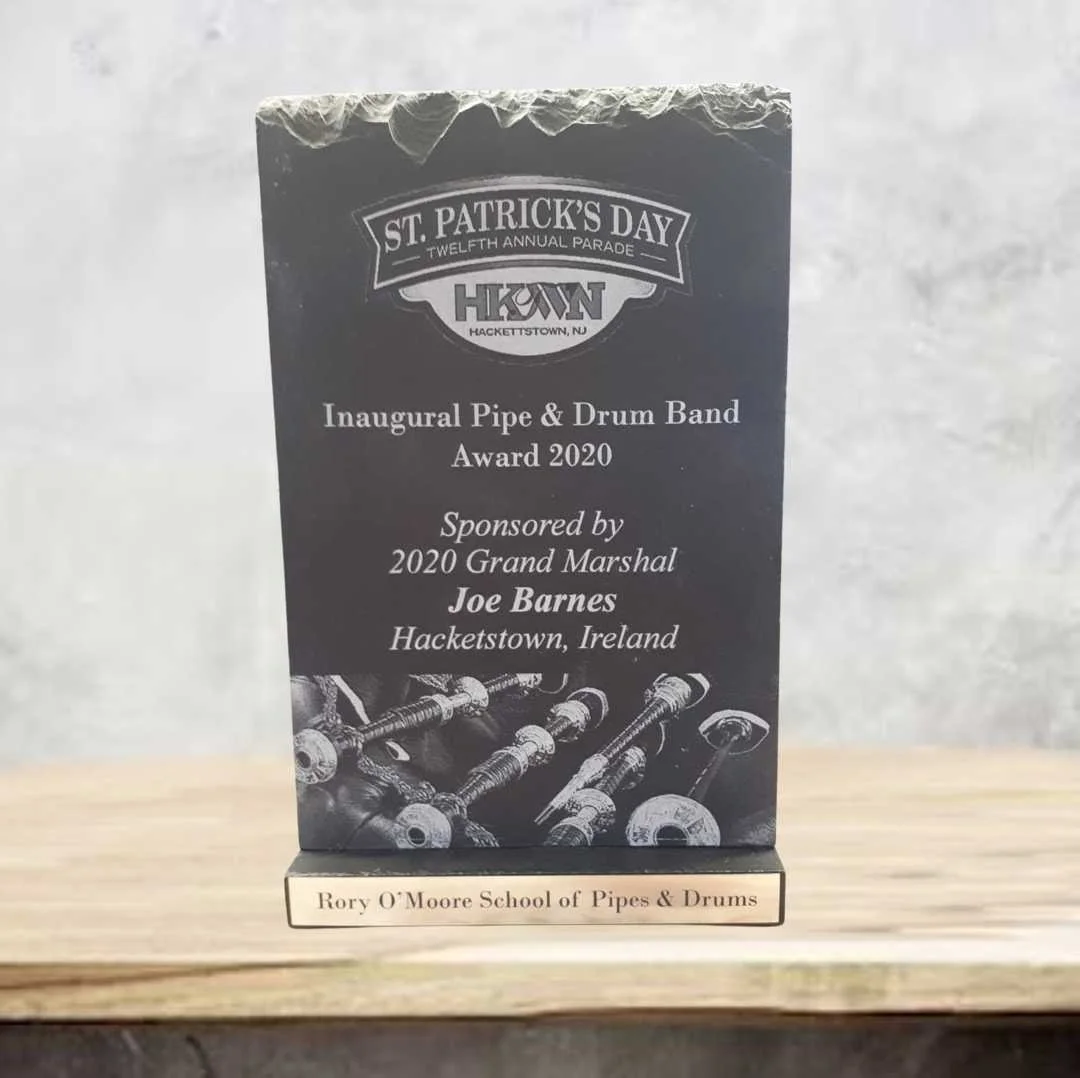 ST. PATRICK'S DAY
TWELFTH ANNUAL PARADE
HKTWN
HACKETTSTOWN, NJ
Inaugural Pipe & Drum Band
Award 2020
Sponsored by
2020 Grand Marshal
Joe Barnes
Hacketstown, Ireland
Rory O'Moore School of Pipes & Drums